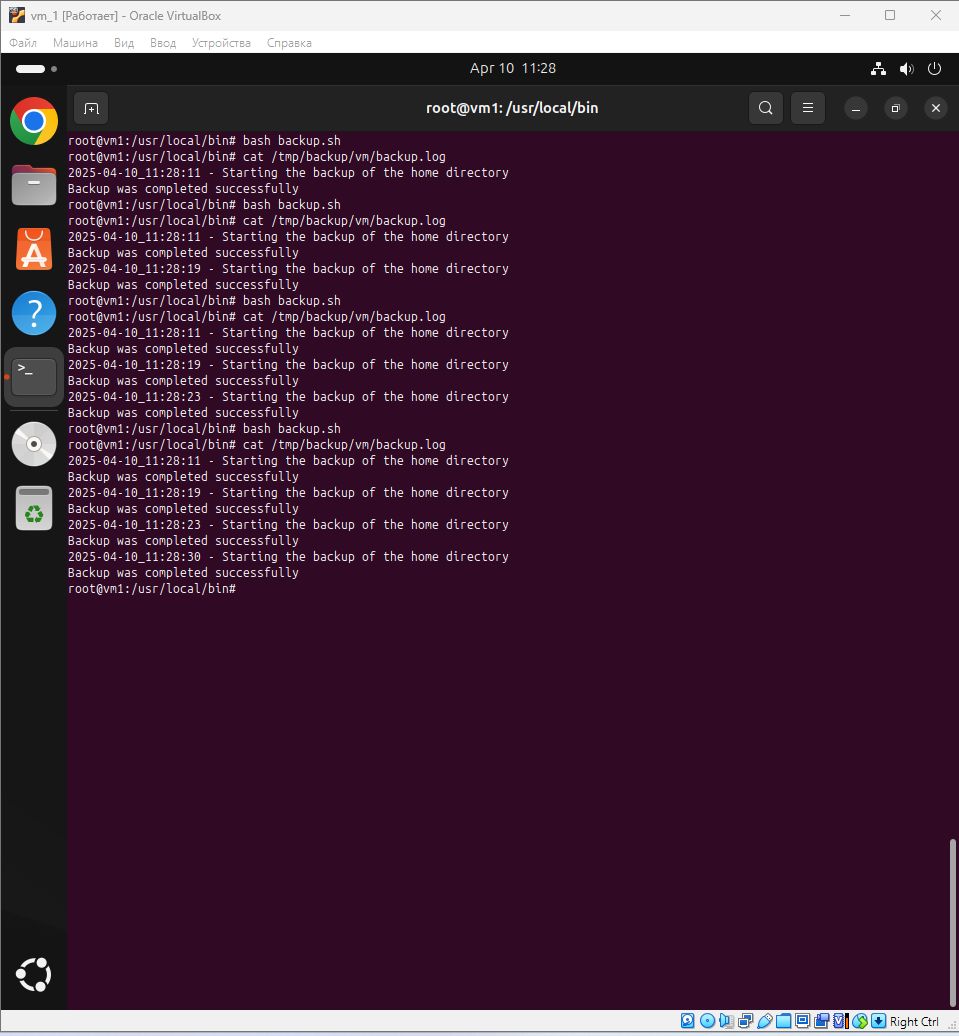 vm_1 [Работает] - Oracle VirtualBox
Файл Машина Вид Ввод Устройства Справка
Apr 10 11:28
root@vm1: /usr/local/bin
root@vm1:/usr/local/bin# bash backup.sh
root@vm1:/usr/local/bin# cat /tmp/backup/vm/backup.log
2025-04-10_11:28:11 - Starting the backup of the home directory
Backup was completed successfully
root@vm1:/usr/local/bin# bash backup.sh
root@vm1:/usr/local/bin# cat /tmp/backup/vm/backup.log
2025-04-10_11:28:11 - Starting the backup of the home directory
Backup was completed successfully
2025-04-10_11:28:19 - Starting the backup of the home directory
Backup was completed successfully
root@vm1:/usr/local/bin# bash backup.sh
root@vm1:/usr/local/bin# cat /tmp/backup/vm/backup.log
2025-04-10_11:28:11 - Starting the backup of the home directory
Backup was completed successfully
2025-04-10_11:28:19 - Starting the backup of the home directory
Backup was completed successfully
2025-04-10_11:28:23 - Starting the backup of the home directory
Backup was completed successfully
root@vm1:/usr/local/bin# bash backup.sh
root@vm1:/usr/local/bin# cat /tmp/backup/vm/backup.log
2025-04-10_11:28:11 - Starting the backup of the home directory
Backup was completed successfully
2025-04-10_11:28:19 - Starting the backup of the home directory
Backup was completed successfully
2025-04-10_11:28:23 - Starting the backup of the home directory
Backup was completed successfully
2025-04-10_11:28:30 - Starting the backup of the home directory
Backup was completed successfully
root@vm1:/usr/local/bin#
Right Ctrl